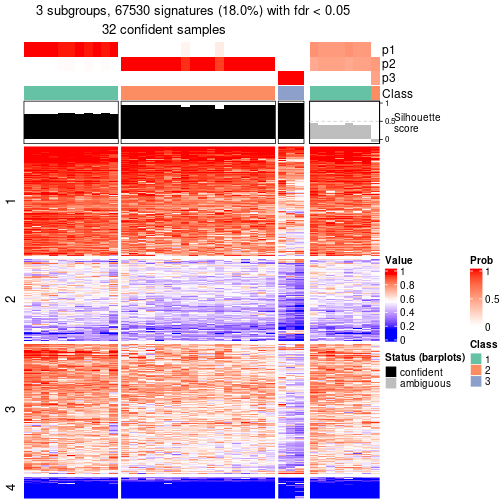 3 subgroups, 67530 signatures (18.0%) with fdr < 0.05
32 confident samples
p1
p2
p3
Class
1
0.5
0
Silhouette
score
1
2
3
4
Value
1
0.8
0.6
0.4
0.2
0
Status (barplots)
confident
ambiguous
Prob
1
0.5
0
Class
1
2
3